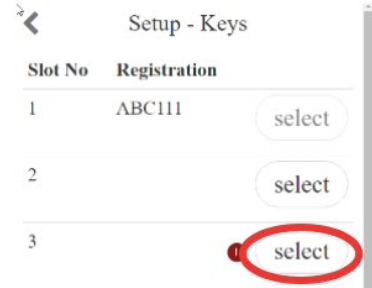 Setup - Keys
Slot No Registration
1 ABC111 select
2 select
3 select